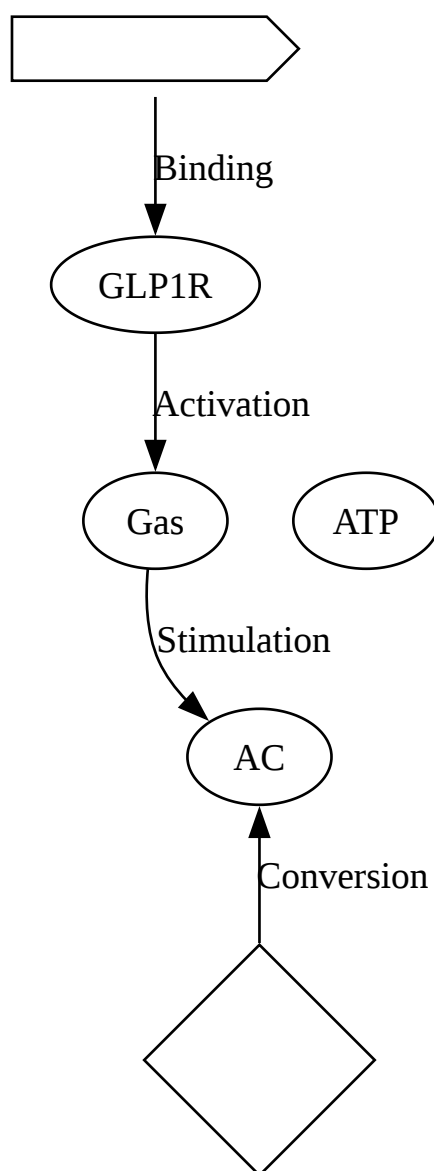 Binding
GLP1R
Activation
Gas
ATP
Stimulation
AC
Conversion